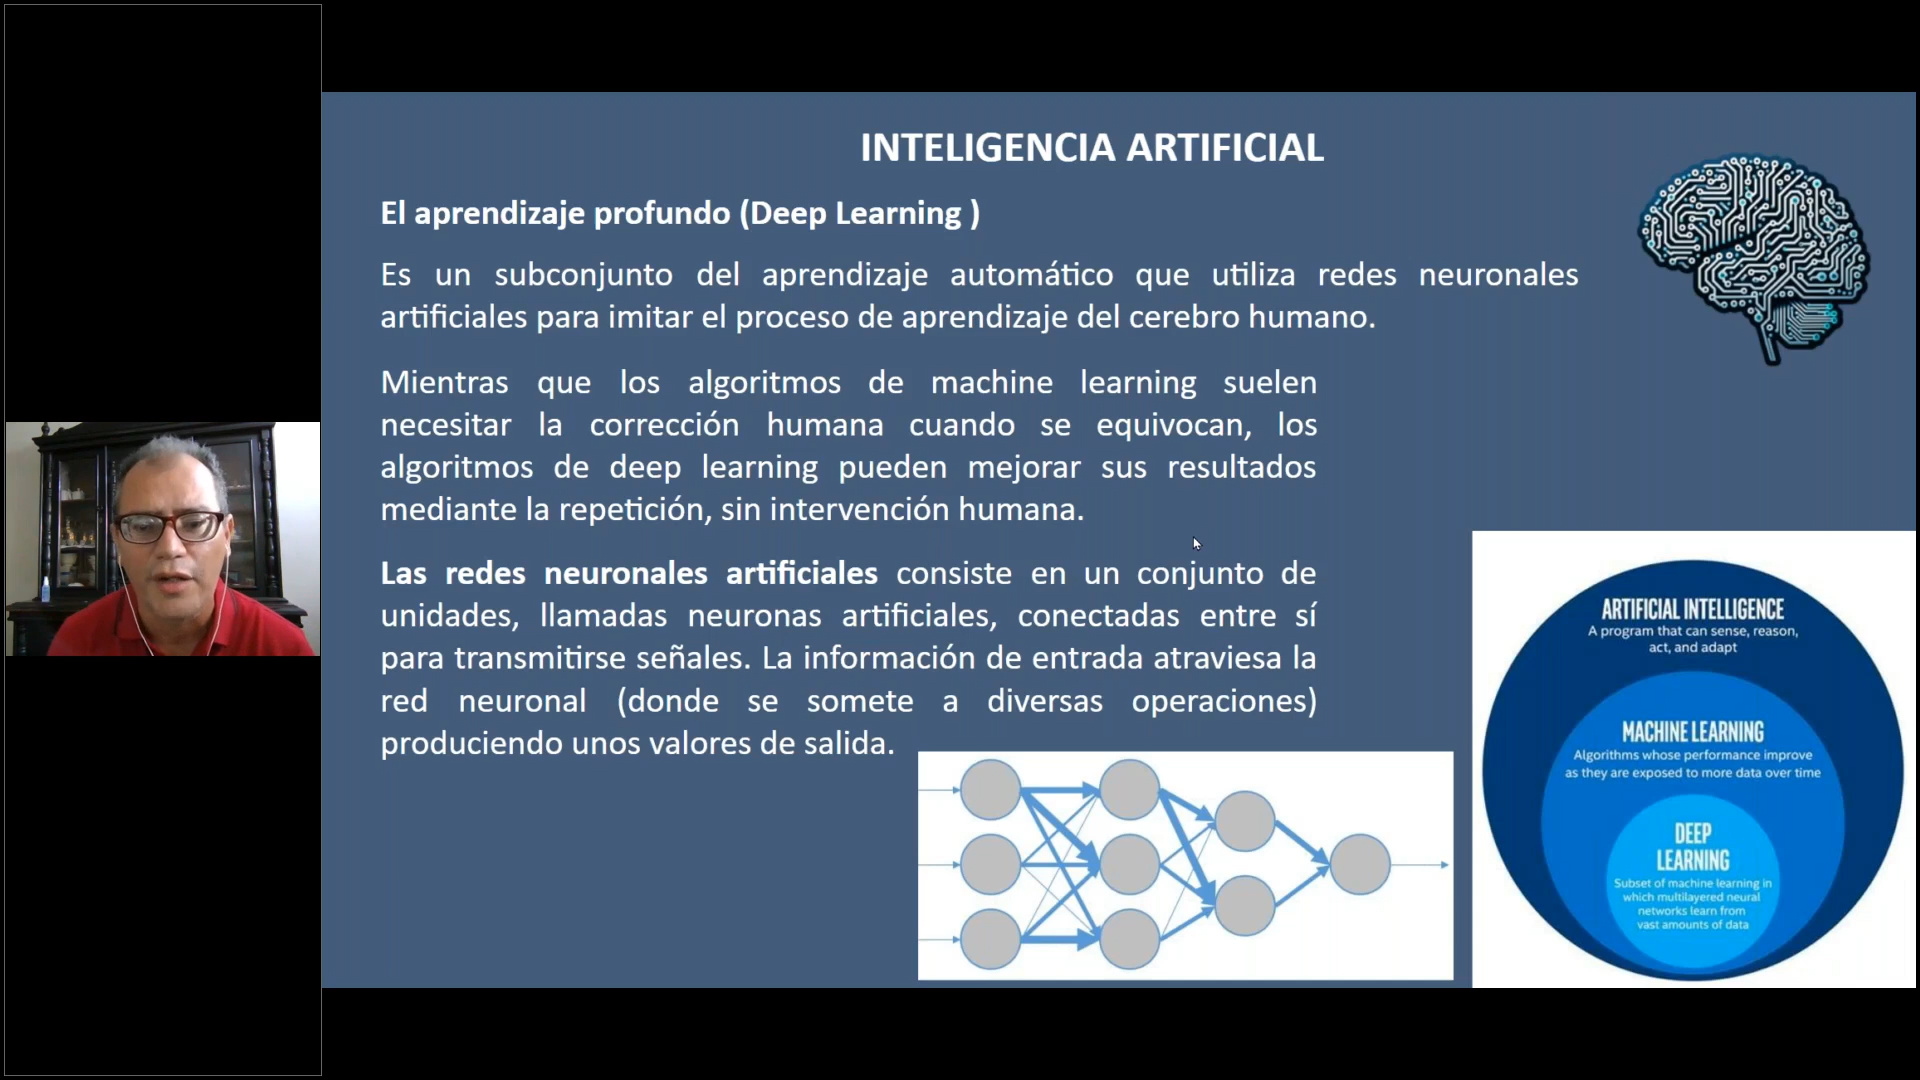 INTELIGENCIA ARTIFICIAL
El aprendizaje profundo (Deep Learning )
Es un subconjunto del aprendizaje automático que utiliza redes neuronales
artificiales para imitar el proceso de aprendizaje del cerebro humano.
Mientras que los algoritmos de machine learning suelen
necesitar la corrección humana cuando se equivocan, los
algoritmos de deep learning pueden mejorar sus resultados
mediante la repetición, sin intervención humana.
Las redes neuronales artificiales consiste en un conjunto de
unidades, llamadas neuronas artificiales, conectadas entre sí
para transmitirse señales. La información de entrada atraviesa la
red neuronal (donde se somete a diversas operaciones)
produciendo unos valores de salida.
ARTIFICIAL INTELLIGENCE
A program that can sense, reason,
act, and adapt
MACHINE LEARNING
Algorithms whose performance improve
as they are exposed to more data over time
DEEP
LEARNING
Subset of machine learning in
which multilayered neural
networks learn from
vast amounts of data